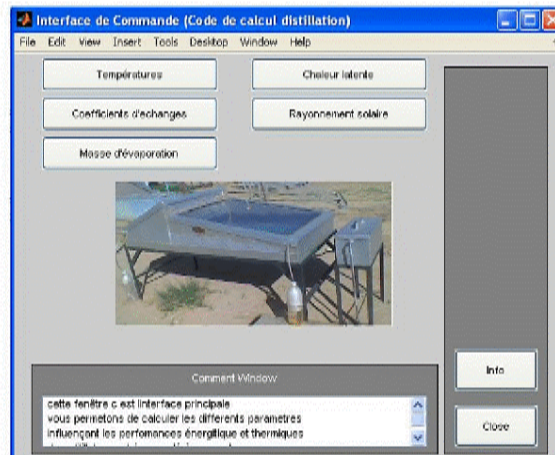 Interface de Commande (Code de calcul distillation)
File Edit View Insert Tools Desktop Window Help
Températures
Chaleur latente
Coefficients d'echanges
Rayonnement solaire
Masse d'évaporation
Comment Window
cette fenêtre c est linterface principale
vous permetons de calculer les differents parametres
influençant les perfomances énergitique et thermiques
Info
Close